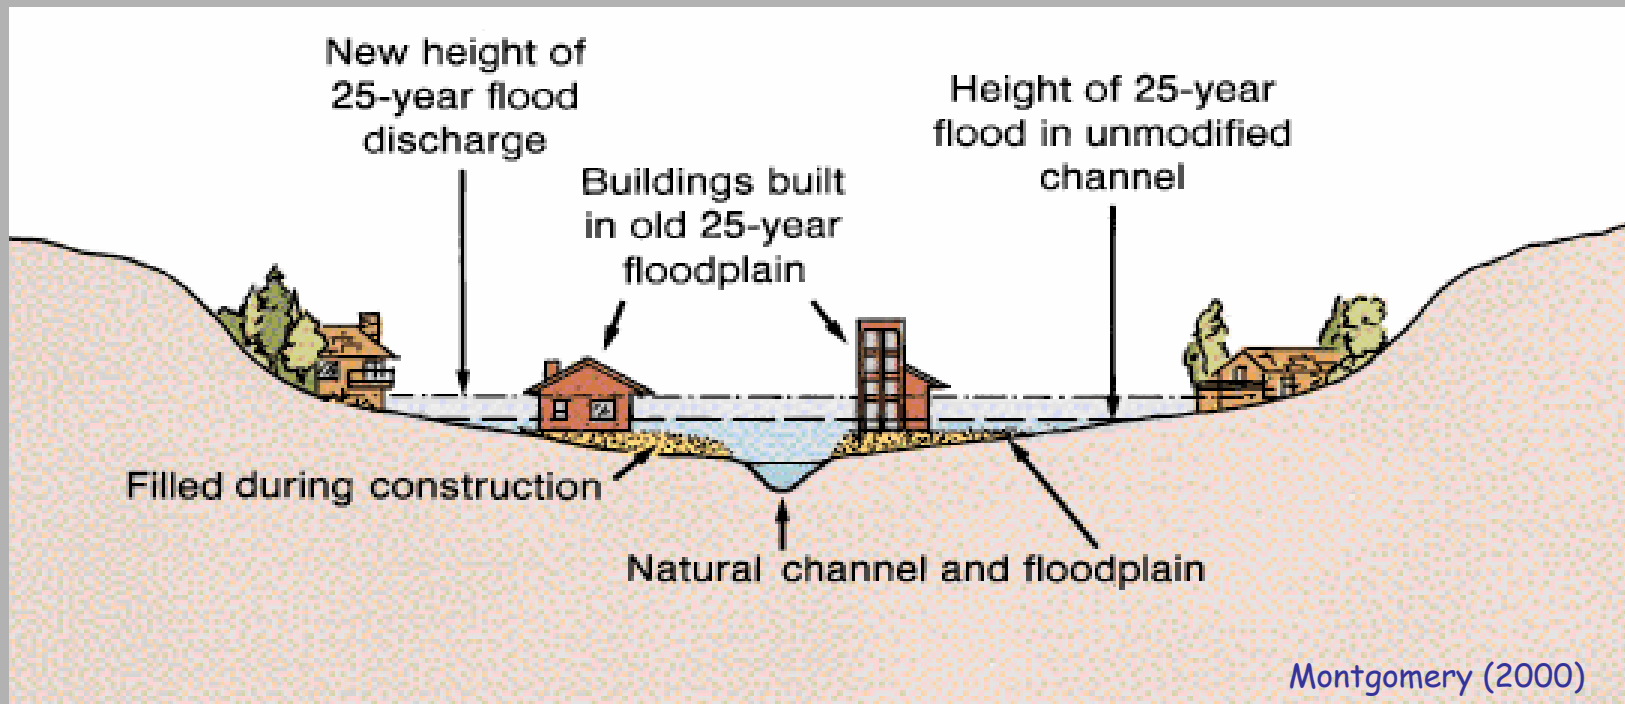 New height of
25-year flood
discharge
Height of 25-year
flood in unmodified
channel
Buildings built
in old 25-year
floodplain
Filled during construction
Natural channel and floodplain
Montgomery (2000)